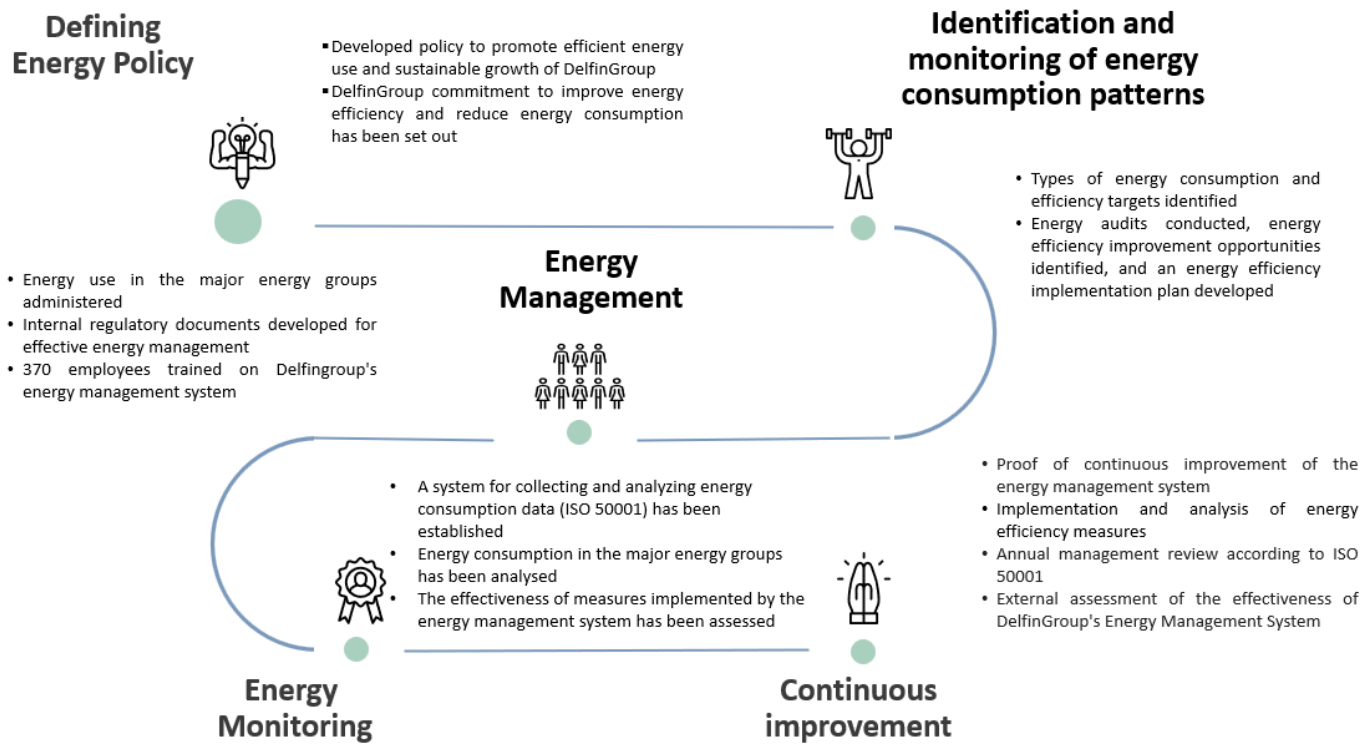 Defining
Energy Policy
▪Developed policy to promote efficient energy
use and sustainable growth of DelfinGroup
▪DelfinGroup commitment to improve energy
efficiency and reduce energy consumption
has been set out
Identification and
monitoring of energy
consumption patterns
• Types of energy consumption and
efficiency targets identified
• Energy audits conducted, energy
efficiency improvement opportunities
identified, and an energy efficiency
implementation plan developed
Energy
Management
• Energy use in the major energy groups
administered
• Internal regulatory documents developed for
effective energy management
• 370 employees trained on Delfingroup's
energy management system
• A system for collecting and analyzing energy
consumption data (ISO 50001) has been
established
• Energy consumption in the major energy groups
has been analysed
• The effectiveness of measures implemented by the
energy management system has been assessed
Energy
Monitoring
• Proof of continuous improvement of the
energy management system
• Implementation and analysis of energy
efficiency measures
• Annual management review according to ISO
50001
• External assessment of the effectiveness of
DelfinGroup's Energy Management System
Continuous
improvement